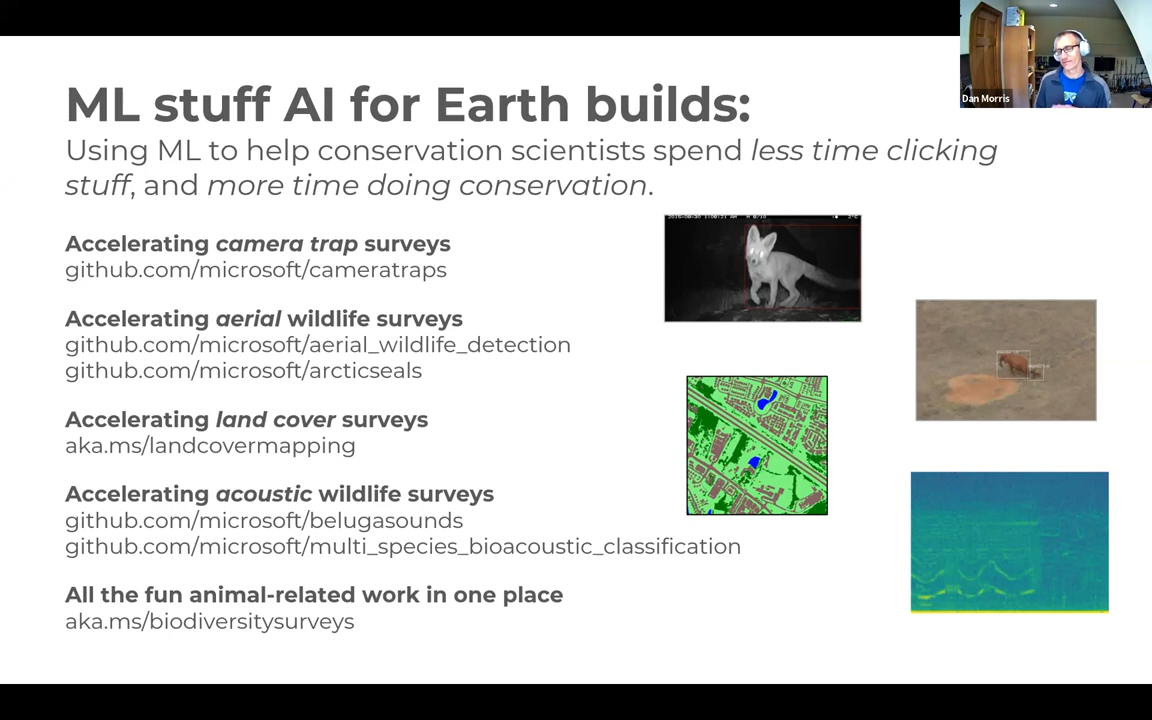 Dan Morris
ML stuff AI for Earth builds:
Using ML to help conservation scientists spend less time clicking
stuff, and more time doing conservation.
Accelerating camera trap surveys
github.com/microsoft/cameratraps
Accelerating aerial wildlife surveys
github.com/microsoft/aerial_wildlife_detection
github.com/microsoft/arcticseals
Accelerating land cover surveys
aka.ms/landcovermapping
Accelerating acoustic wildlife surveys
github.com/microsoft/belugasounds
github.com/microsoft/multi_species_bioacoustic_classification
All the fun animal-related work in one place
aka.ms/biodiversitysurveys